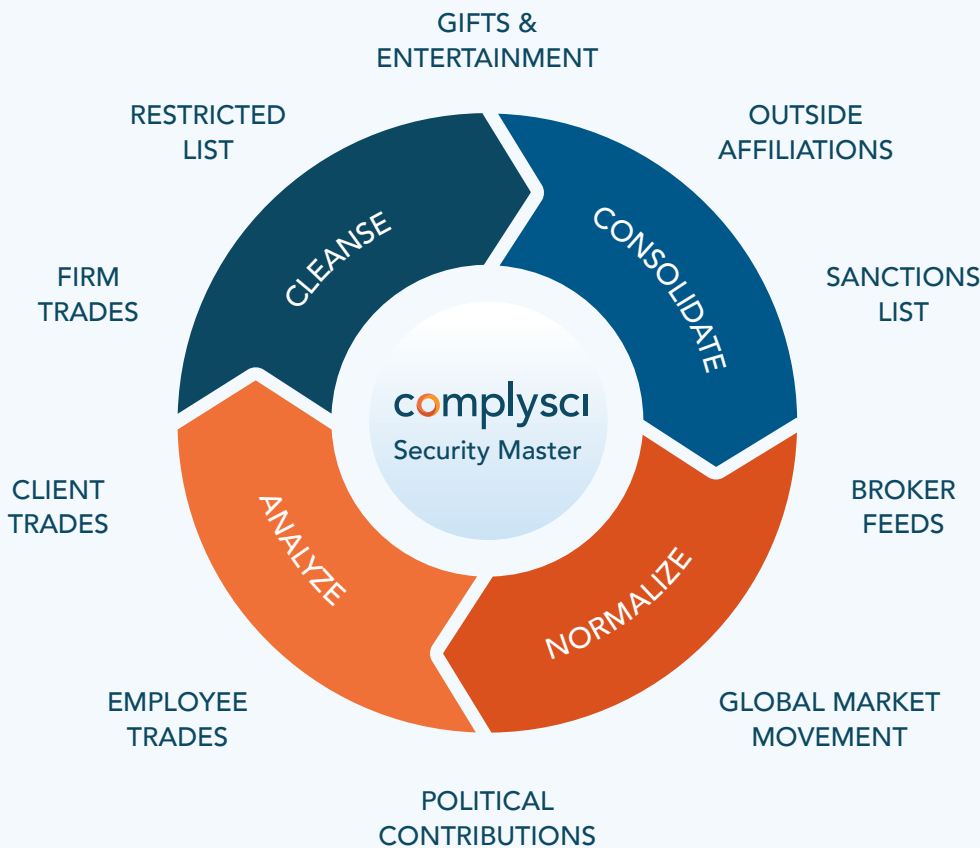 GIFTS &
ENTERTAINMENT
RESTRICTED
LIST
OUTSIDE
AFFILIATIONS
CLEANSE
CONSOLIDATE
FIRM
TRADES
SANCTIONS
LIST
complysci
Security Master
CLIENT
TRADES
BROKER
FEEDS
ANALYZE
NORMALIZE
EMPLOYEE
TRADES
GLOBAL MARKET
MOVEMENT
POLITICAL
CONTRIBUTIONS